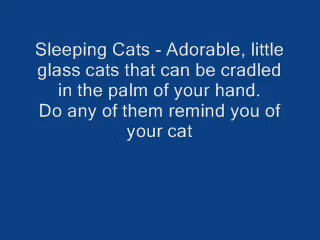 Sleeping Cats - Adorable, little
glass cats that can be cradled
in the palm of your hand.
Do any of them remind you of
your cat